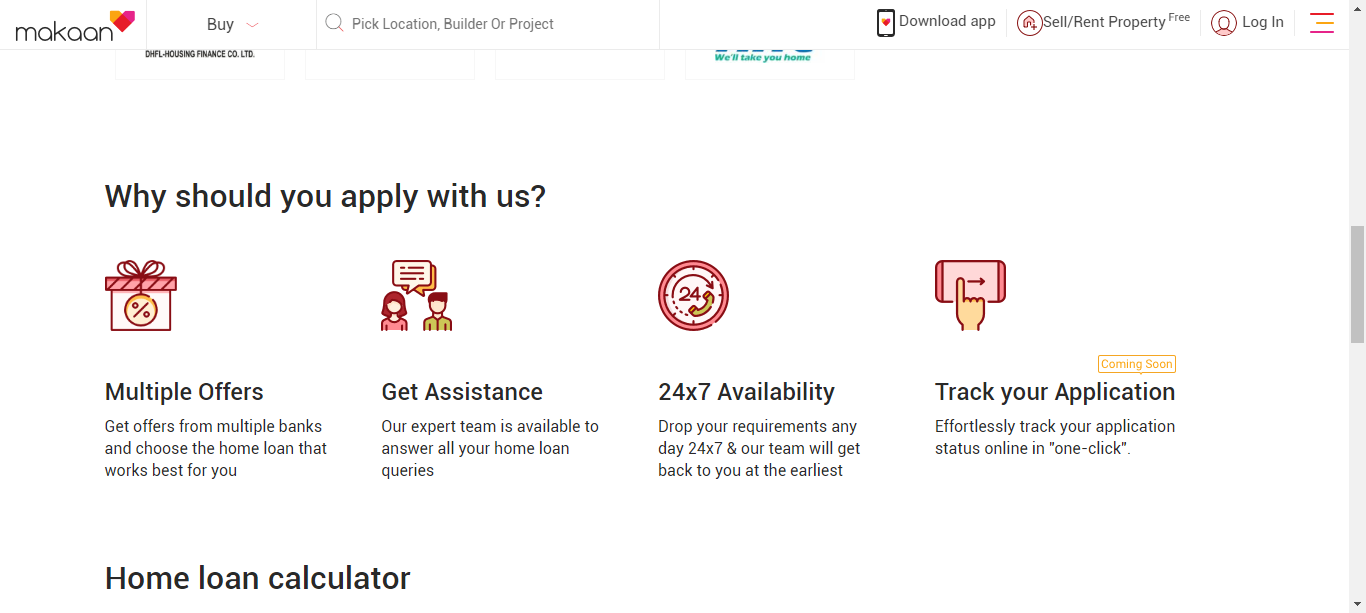 makaan
Buy
Pick Location, Builder Or Project
Download app
Sell/Rent Property Free
Log In
DHFL-HOUSING FINANCE CO. LTD.
We'll take you home
Why should you apply with us?
%
24
Multiple Offers
Get offers from multiple banks
and choose the home loan that
works best for you
Get Assistance
Our expert team is available to
answer all your home loan
queries
24x7 Availability
Drop your requirements any
day 24x7 & our team will get
back to you at the earliest
Coming Soon
Track your Application
Effortlessly track your application
status online in "one-click".
Home loan calculator